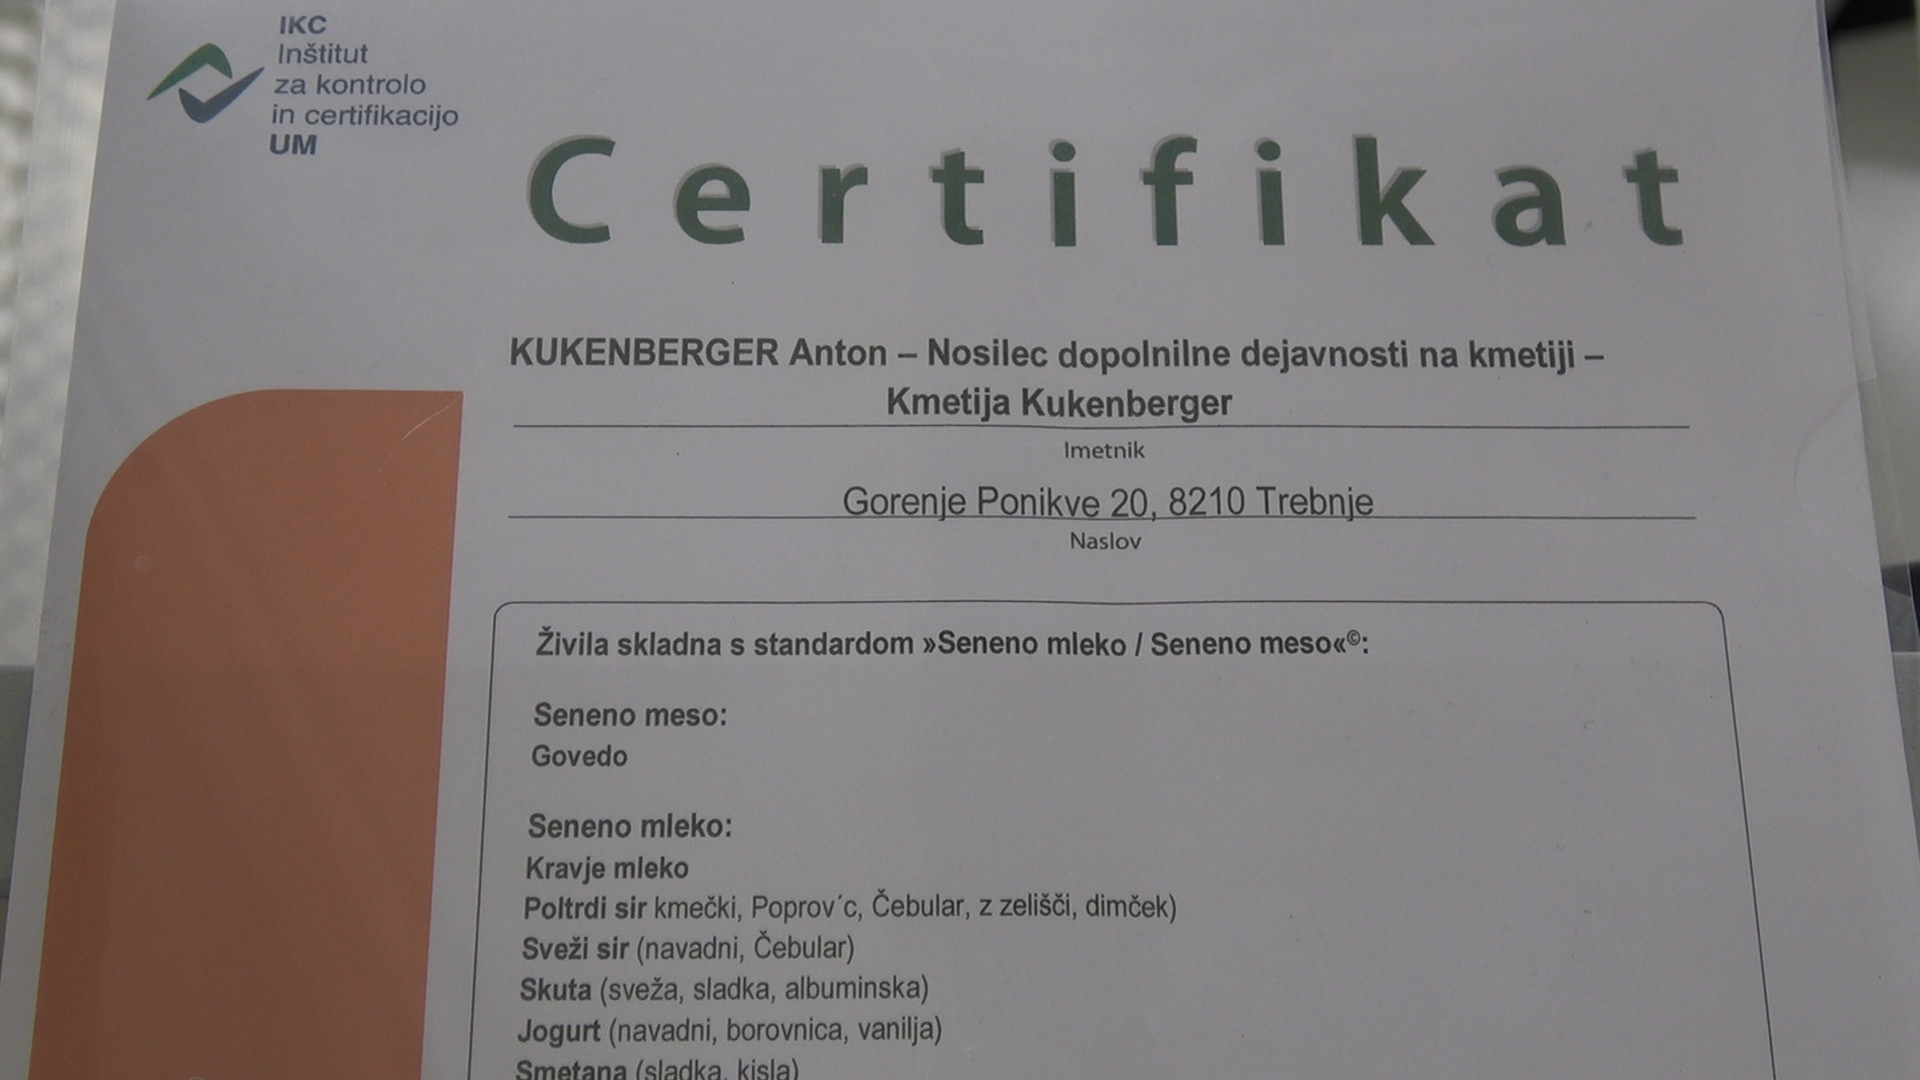 IKC
Inštitut
za kontrolo
in certifikacijo
UM
Certifikat
KUKENBERGER Anton – Nosilec dopolnilne dejavnosti na kmetiji –
Kmetija Kukenberger
Imetnik
Gorenje Ponikve 20, 8210 Trebnje
Naslov
Živila skladna s standardom »Seneno mleko / Seneno meso«©:
Seneno meso:
Govedo
Seneno mleko:
Kravje mleko
Poltrdi sir kmečki, Poprov´c, Čebular, z zelišči, dimček)
Sveži sir (navadni, Čebular)
Skuta (sveža, sladka, albuminska)
Jogurt (navadni, borovnica, vanilja)
Smetana (sladka, kisla)